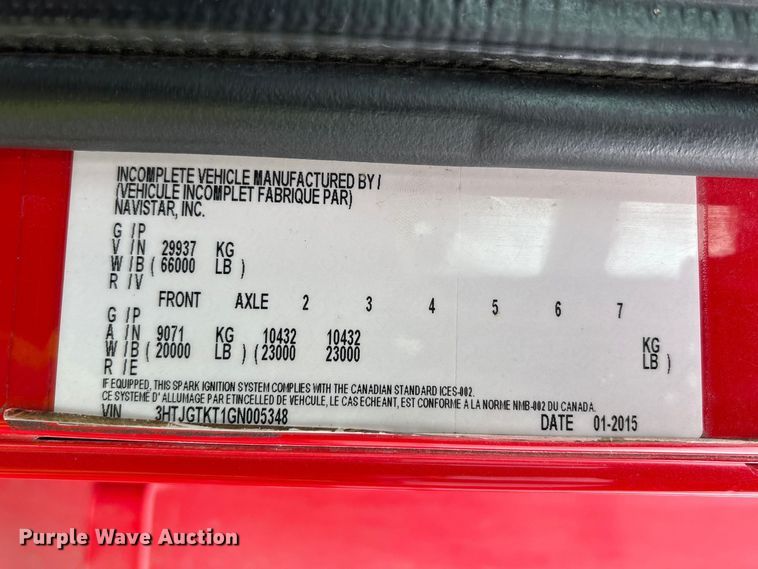 INCOMPLETE VEHICLE MANUFACTURED BY /
(VEHICULE INCOMPLET FABRIQUE PAR)
NAVISTAR, INC.
G /P
V /N 29937 KG
W /B ( 66000 LB )
R /V
FRONT AXLE 2 3 4 5 6 7
G /P
A /N 9071 KG 10432 10432 KG
W /B ( 20000 LB ) ( 23000 23000 LB )
R /E
IF EQUIPPED, THIS SPARK IGNITION SYSTEM COMPLIES WITH THE CANADIAN STANDARD ICES-002.
CE SYSTEME D' ALLUMAGE PAR ETINCELLED DE VEHICULE, LE CAS ECHEANT, EST CONFORME A LA NORME NMB-002 DU CANADA.
VIN 3HTJGTKT1GN005348 DATE 01-2015
Purple Wave Auction